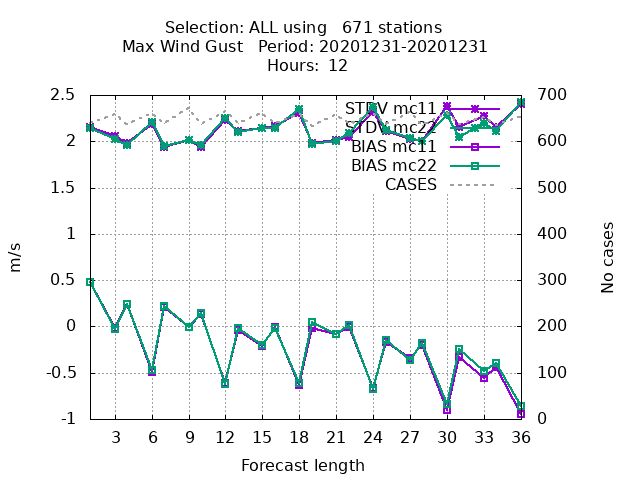 Selection: ALL using   671 stations
Max Wind Gust   Period: 20201231-20201231
Hours:  12
2.5
2
1.5
1
0.5
0
-0.5
-1
700
600
500
400
300
200
100
0
STDV mc11
STDV mc22
BIAS mc11
BIAS mc22
CASES
m/s
No cases
3 6 9 12 15 18 21 24 27 30 33 36
Forecast length